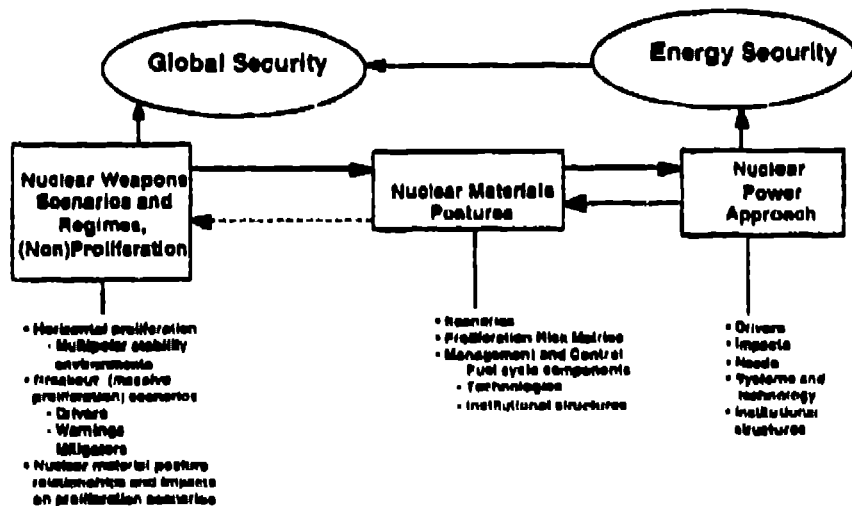 Global Security
Energy Security
Nuclear Weapons
Scenarios and
Regimes,
(Non)Proliferation
Nuclear Materials
Postures
Nuclear
Power
Approach
• Horizontal proliferation
- Multipolar stability
environments
• Breakout (massive
proliferation) scenarios
- Drivers
- Warnings
Mitigators
• Nuclear material posture
relationships and impacts
on proliferation scenarios
• Scenarios
• Proliferation Risk Metrics
• Management and Control
Fuel cycle components
- Technologies
- Institutional structures
• Drivers
• Impacts
• Needs
• Systems and
technology
• Institutional
structures